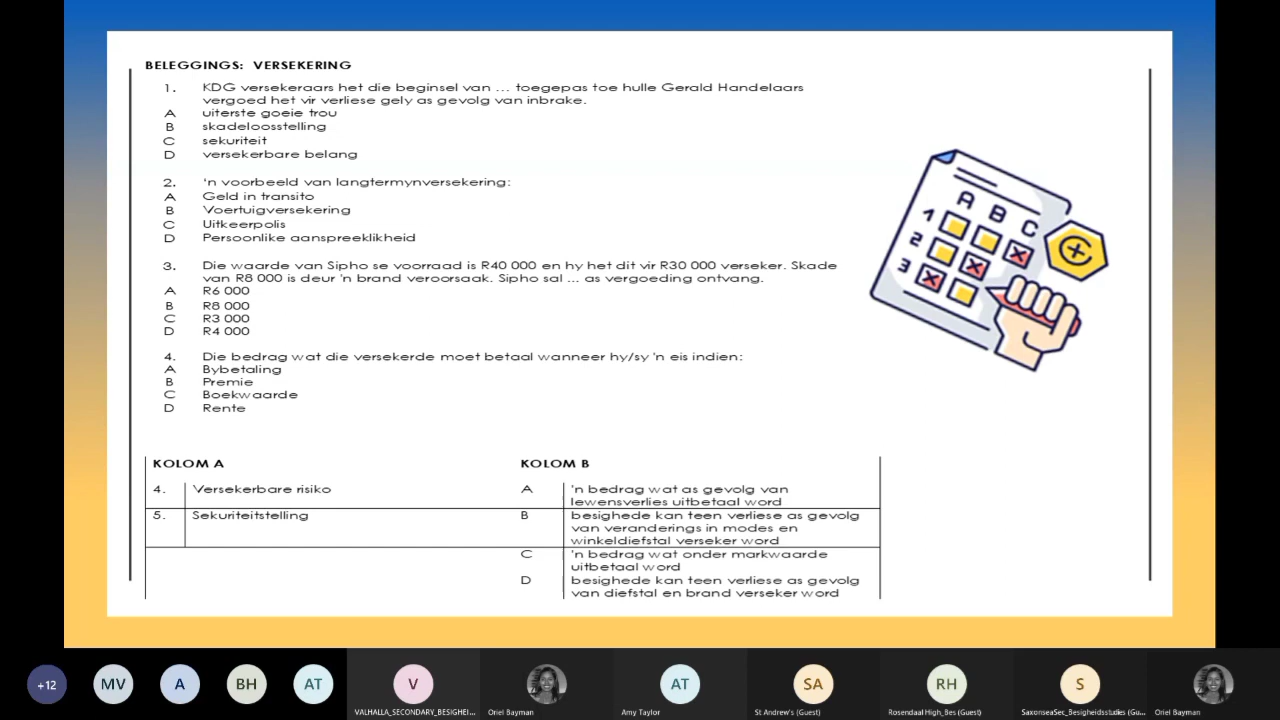 BELEGGINGS: VERSEKERING
1. KDG versekeraars het die beginsel van ... toegepas toe hulle Gerald Handelaars
vergoed het vir verliese gely as gevolg van inbrake.
A uiterste goeie trou
B skadeloosstelling
C sekuriteit
D versekerbare belang
2. 'n voorbeeld van langtermynversekering:
A Geld in transito
B Voertuigversekering
C Uitkeerpolis
D Persoonlike aanspreeklikheid
3. Die waarde van Sipho se voorraad is R40 000 en hy het dit vir R30 000 verseker. Skade
van R8 000 is deur 'n brand veroorsaak. Sipho sal ... as vergoeding ontvang.
A R6 000
B R8 000
C R3 000
D R4 000
4. Die bedrag wat die versekerde moet betaal wanneer hy/sy 'n eis indien:
A Bybetaling
B Premie
C Boekwaarde
D Rente
A B C
1
2
3
KOLOM A KOLOM B
4. Versekerbare risiko A 'n bedrag wat as gevolg van
lewensverlies uitbetaal word
5. Sekuriteitstelling B besighede kan teen verliese as gevolg
van veranderings in modes en
winkeldiefstal verseker word
C 'n bedrag wat onder markwaarde
uitbetaal word
D besighede kan teen verliese as gevolg
van diefstal en brand verseker word
+12 MV A BH AT V AT SA RH S
VALHALLA_SECONDARY_BESIGHEI... Oriel Bayman Amy Taylor St Andrew's (Guest) Rosendaal High_Bes (Guest) SaxonseaSec_Besigheidsstudies (Gu... Oriel Bayman